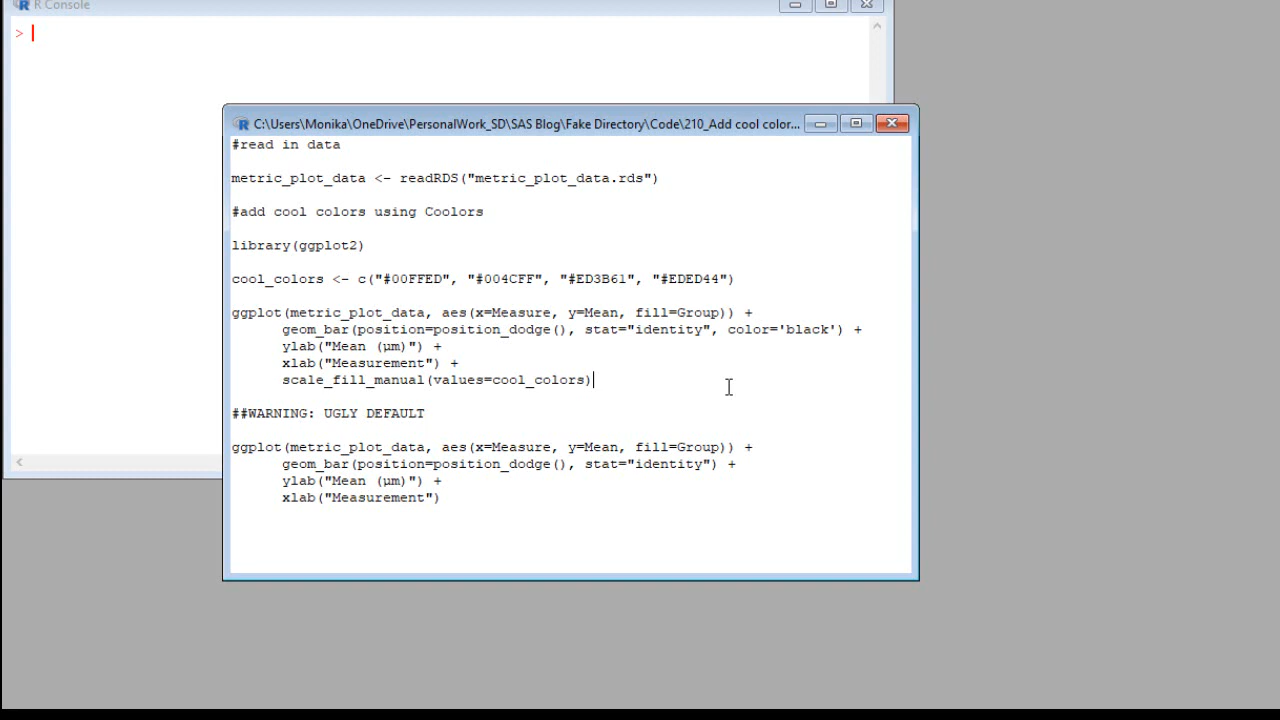 R Console
>
C:\Users\Monika\OneDrive\PersonalWork_SD\SAS Blog\Fake Directory\Code\210_Add cool color...
#read in data
metric_plot_data <- readRDS("metric_plot_data.rds")
#add cool colors using Coolors
library(ggplot2)
cool_colors <- c("#00FFED", "#004CFF", "#ED3B61", "#EDED44")
ggplot(metric_plot_data, aes(x=Measure, y=Mean, fill=Group)) +
geom_bar(position=position_dodge(), stat="identity", color='black') +
ylab("Mean (µm)") +
xlab("Measurement") +
scale_fill_manual(values=cool_colors)
##WARNING: UGLY DEFAULT
ggplot(metric_plot_data, aes(x=Measure, y=Mean, fill=Group)) +
geom_bar(position=position_dodge(), stat="identity") +
ylab("Mean (µm)") +
xlab("Measurement")